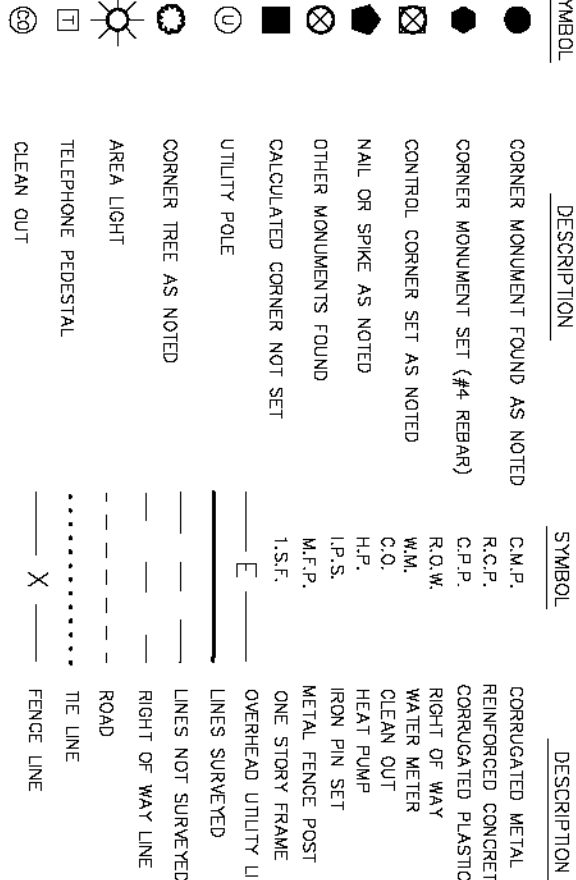 SYMBOL DESCRIPTION SYMBOL DESCRIPTION
CORNER MONUMENT FOUND AS NOTED
CORNER MONUMENT SET (#4 REBAR)
CONTROL CORNER SET AS NOTED
NAIL OR SPIKE AS NOTED
OTHER MONUMENTS FOUND
CALCULATED CORNER NOT SET
U UTILITY POLE
CORNER TREE AS NOTED
AREA LIGHT
T TELEPHONE PEDESTAL
CO CLEAN OUT
C.M.P. CORRUGATED METAL
R.C.P. REINFORCED CONCRET
C.P.P. CORRUGATED PLASTIC
R.O.W. RIGHT OF WAY
W.M. WATER METER
C.O. CLEAN OUT
H.P. HEAT PUMP
I.P.S. IRON PIN SET
M.F.P. METAL FENCE POST
1.S.F. ONE STORY FRAME
E OVERHEAD UTILITY LI
LINES SURVEYED
LINES NOT SURVEYED
RIGHT OF WAY LINE
ROAD
TIE LINE
X FENCE LINE